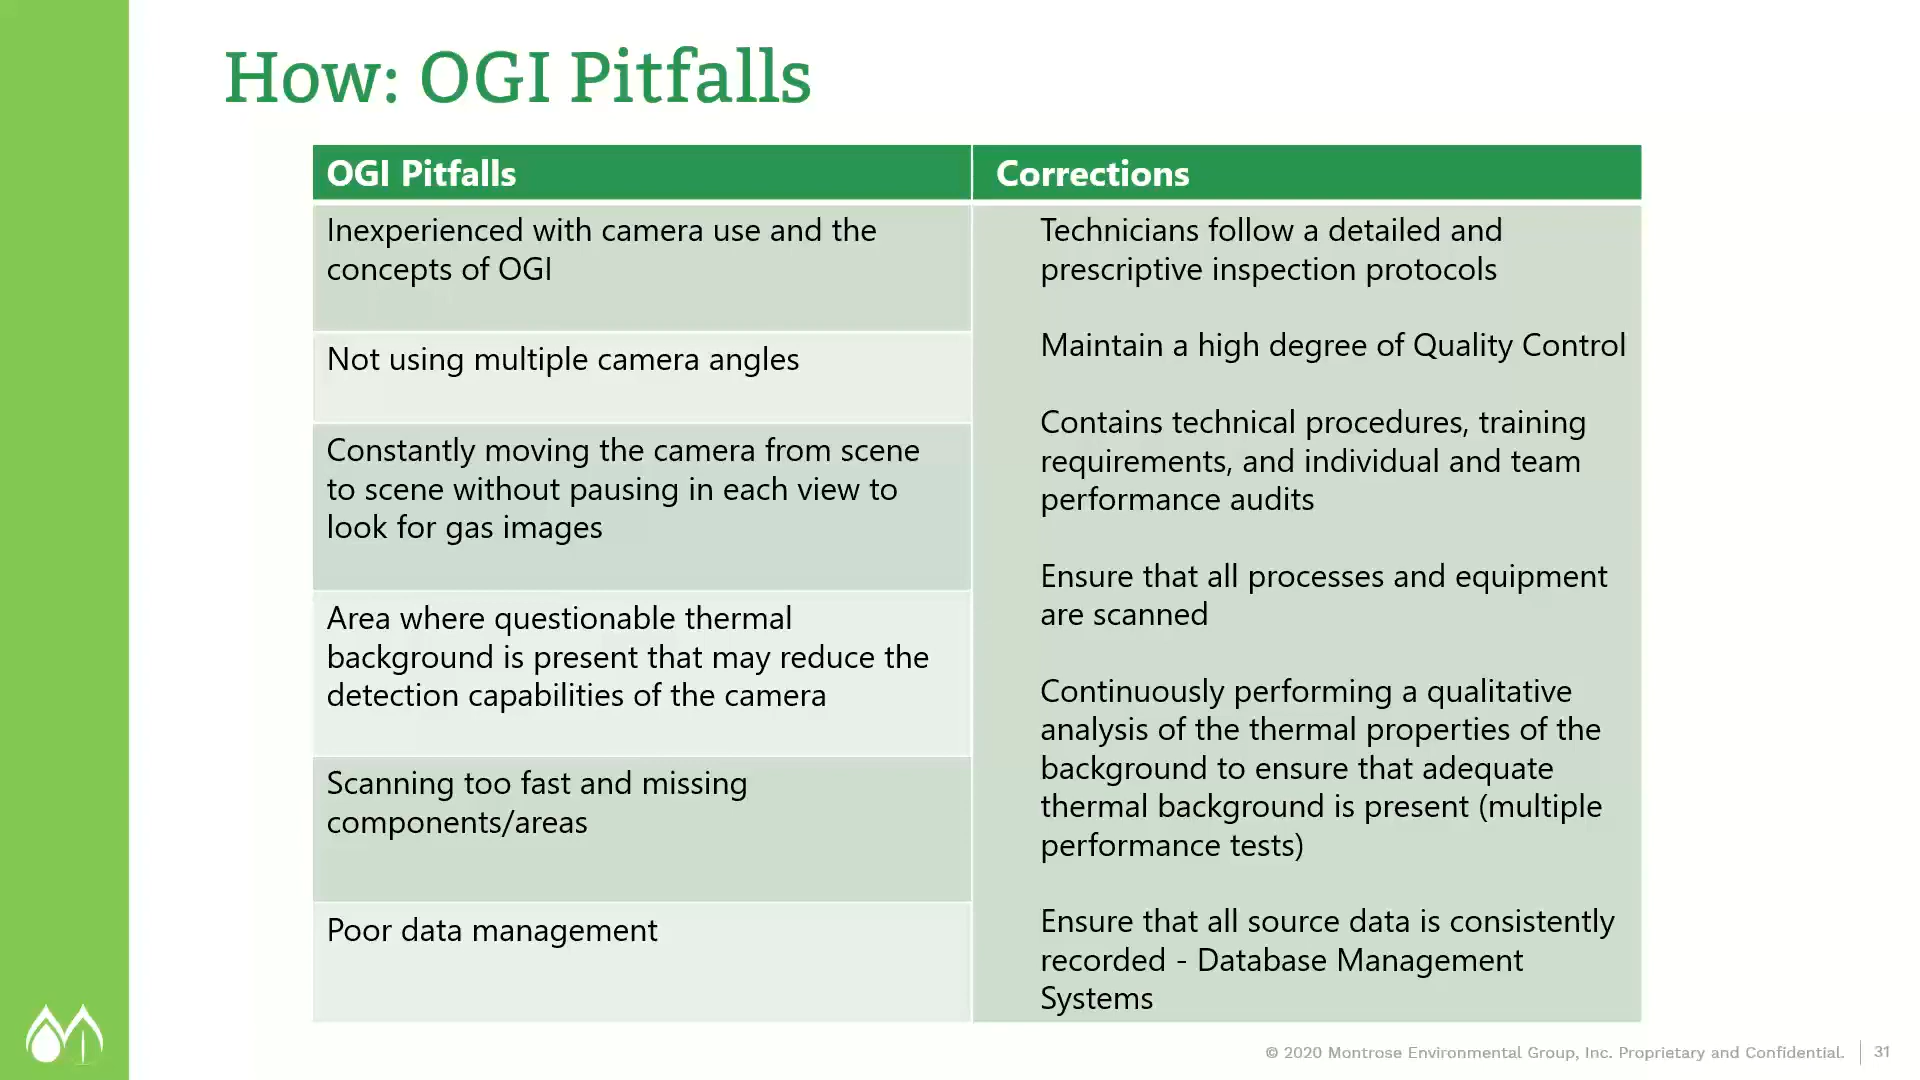 How: OGI Pitfalls
OGI Pitfalls
Corrections
Inexperienced with camera use and the
concepts of OGI
Not using multiple camera angles
Constantly moving the camera from scene
to scene without pausing in each view to
look for gas images
Area where questionable thermal
background is present that may reduce the
detection capabilities of the camera
Scanning too fast and missing
components/areas
Poor data management
Technicians follow a detailed and
prescriptive inspection protocols
Maintain a high degree of Quality Control
Contains technical procedures, training
requirements, and individual and team
performance audits
Ensure that all processes and equipment
are scanned
Continuously performing a qualitative
analysis of the thermal properties of the
background to ensure that adequate
thermal background is present (multiple
performance tests)
Ensure that all source data is consistently
recorded - Database Management
Systems
© 2020 Montrose Environmental Group, Inc. Proprietary and Confidential.
31